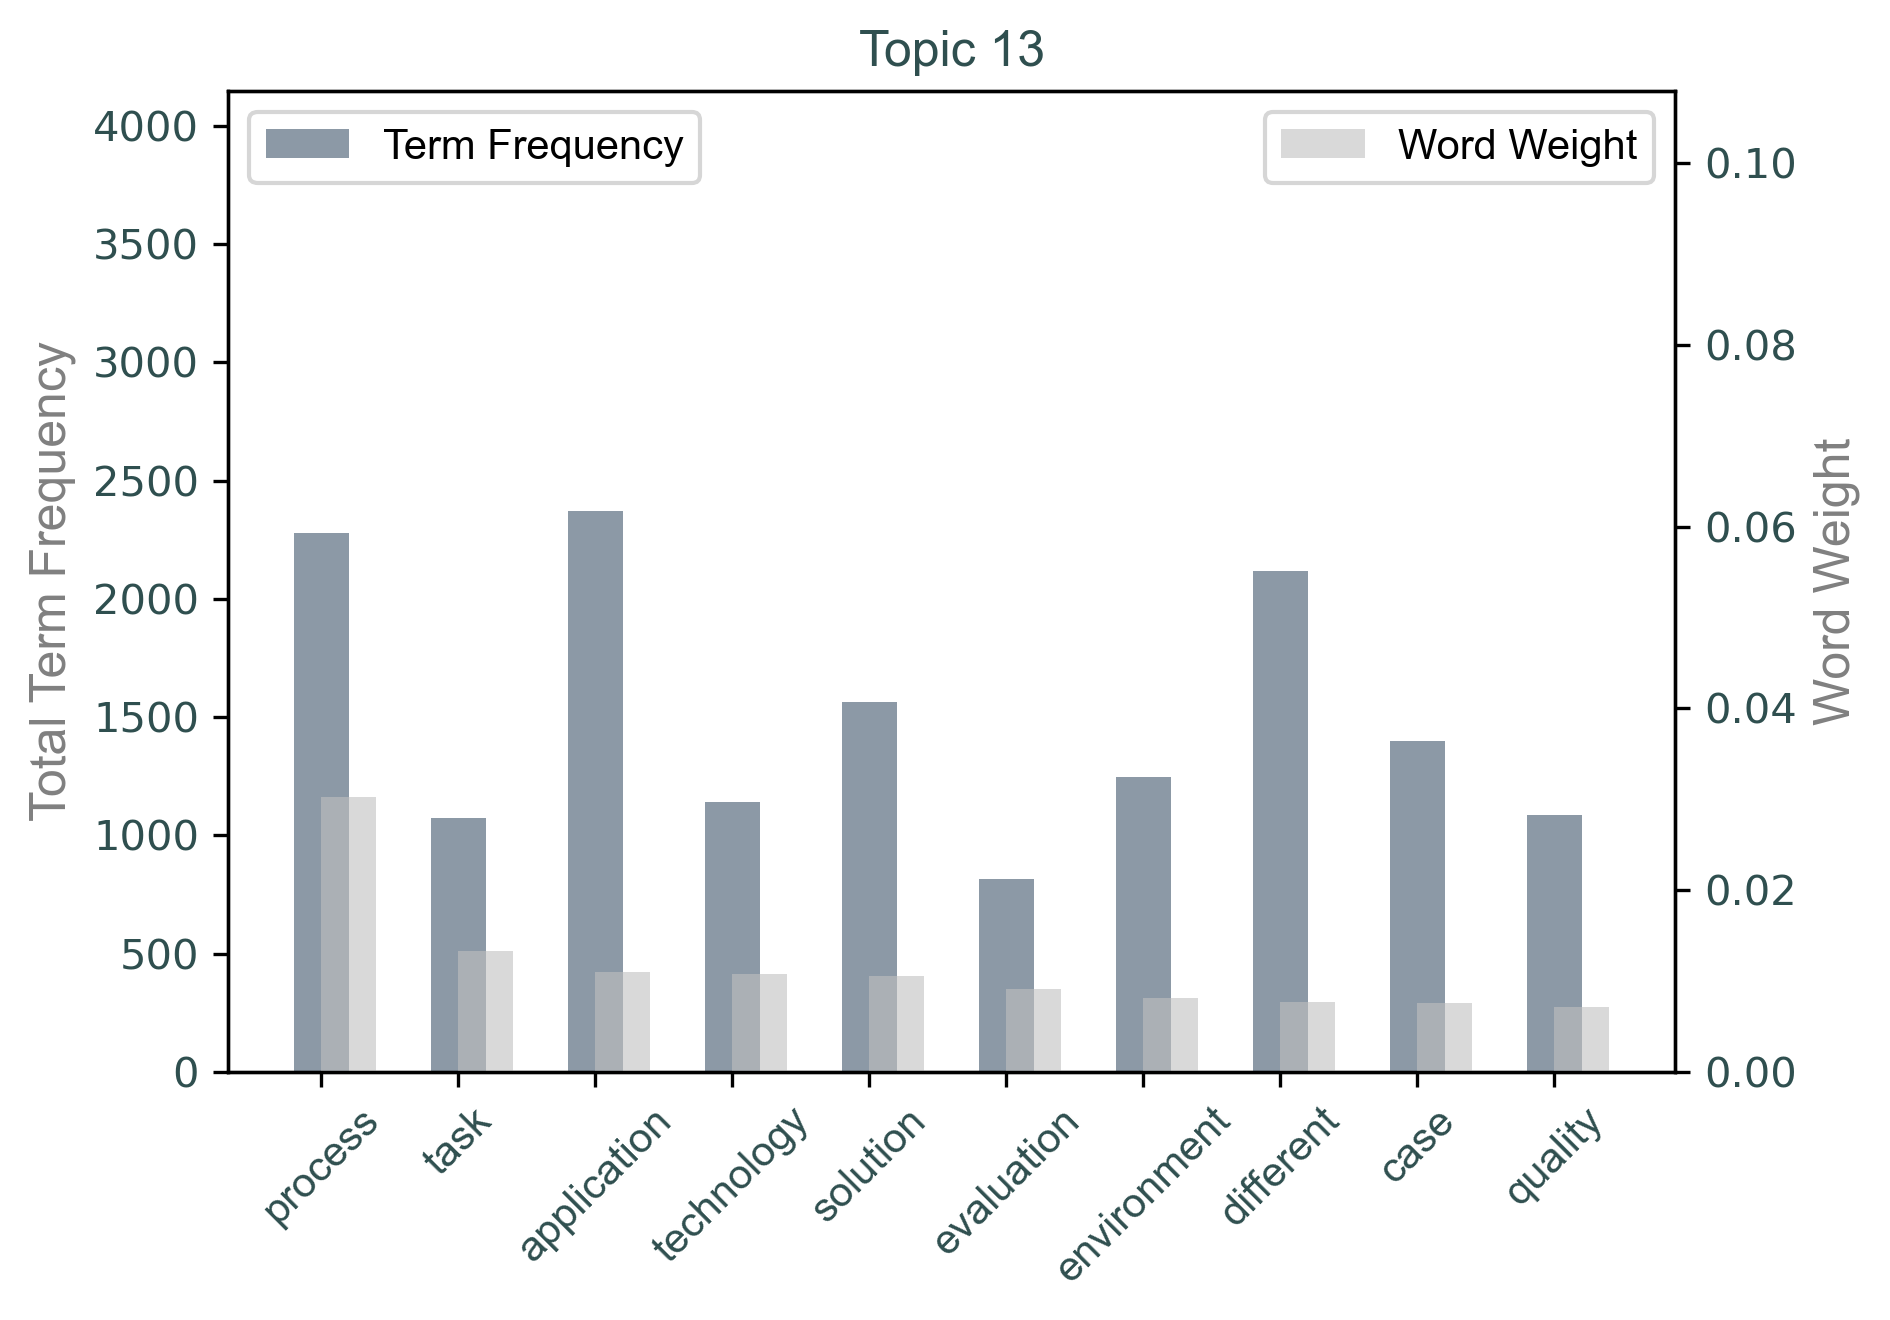 Topic 13
Term Frequency
Word Weight
Total Term Frequency
4000
3500
3000
2500
2000
1500
1000
500
0
0.10
0.08
0.06
0.04
0.02
0.00
Word Weight
process
task
application
technology
solution
evaluation
environment
different
case
quality